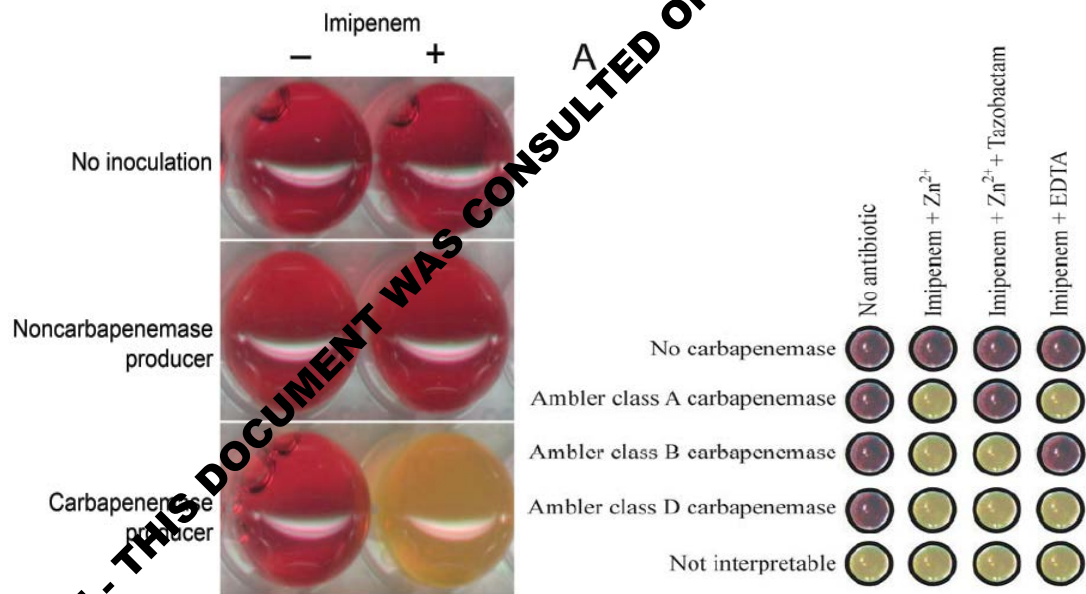 Imipenem
– +
No inoculation
Noncarbapenemase
producer
Carbapenemase
producer
A
No antibiotic
Imipenem + Zn²⁺
Imipenem + Zn²⁺ + Tazobactam
Imipenem + EDTA
No carbapenemase
Ambler class A carbapenemase
Ambler class B carbapenemase
Ambler class D carbapenemase
Not interpretable
- THIS DOCUMENT WAS CONSULTED